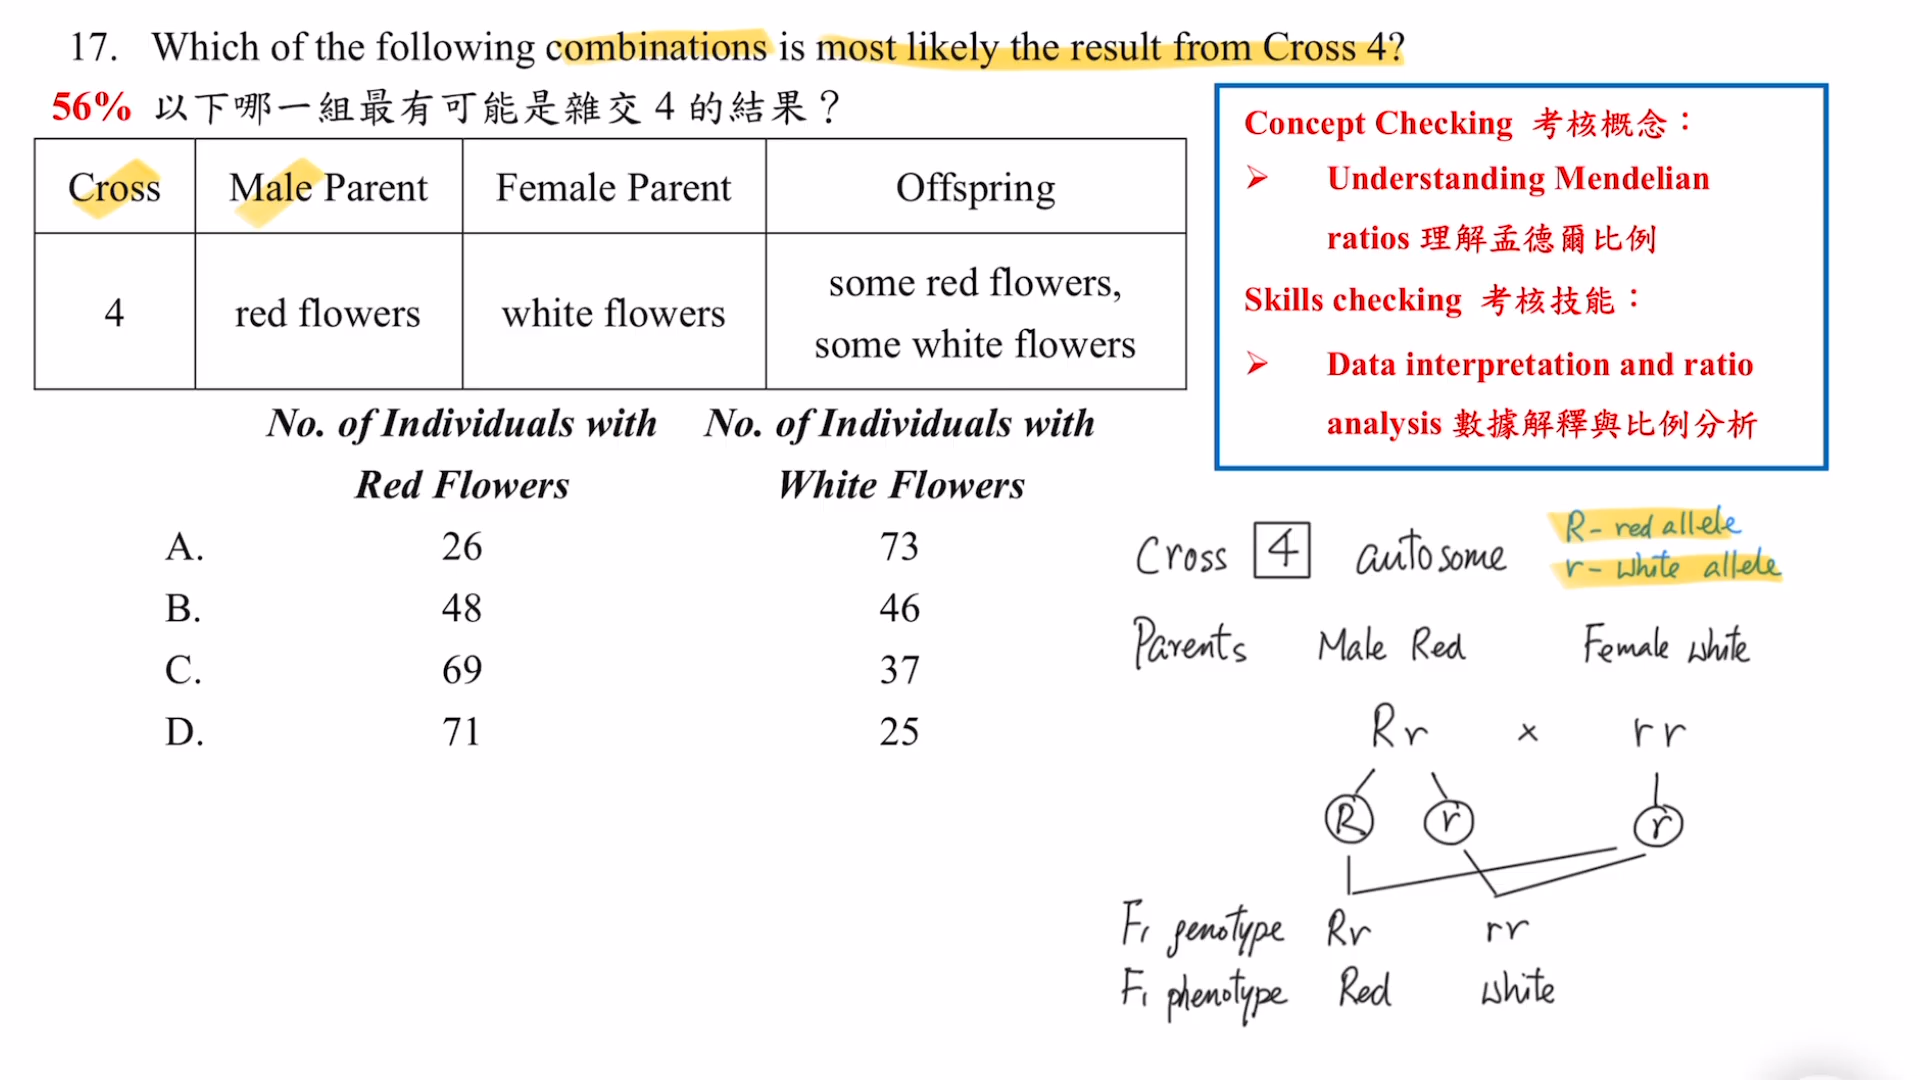 17. Which of the following combinations is most likely the result from Cross 4?
56% 以下哪一組最有可能是雜交 4 的結果？
Cross Male Parent Female Parent Offspring
4 red flowers white flowers some red flowers,
some white flowers
No. of Individuals with No. of Individuals with
Red Flowers White Flowers
A. 26 73
B. 48 46
C. 69 37
D. 71 25
Concept Checking 考核概念：
Understanding Mendelian
ratios 理解孟德爾比例
Skills checking 考核技能：
Data interpretation and ratio
analysis 數據解釋與比例分析
R - red allele
r - white allele
Cross 4 autosome
Parents Male Red Female white
Rr × rr
R r r
F1 genotype Rr rr
F1 phenotype Red white